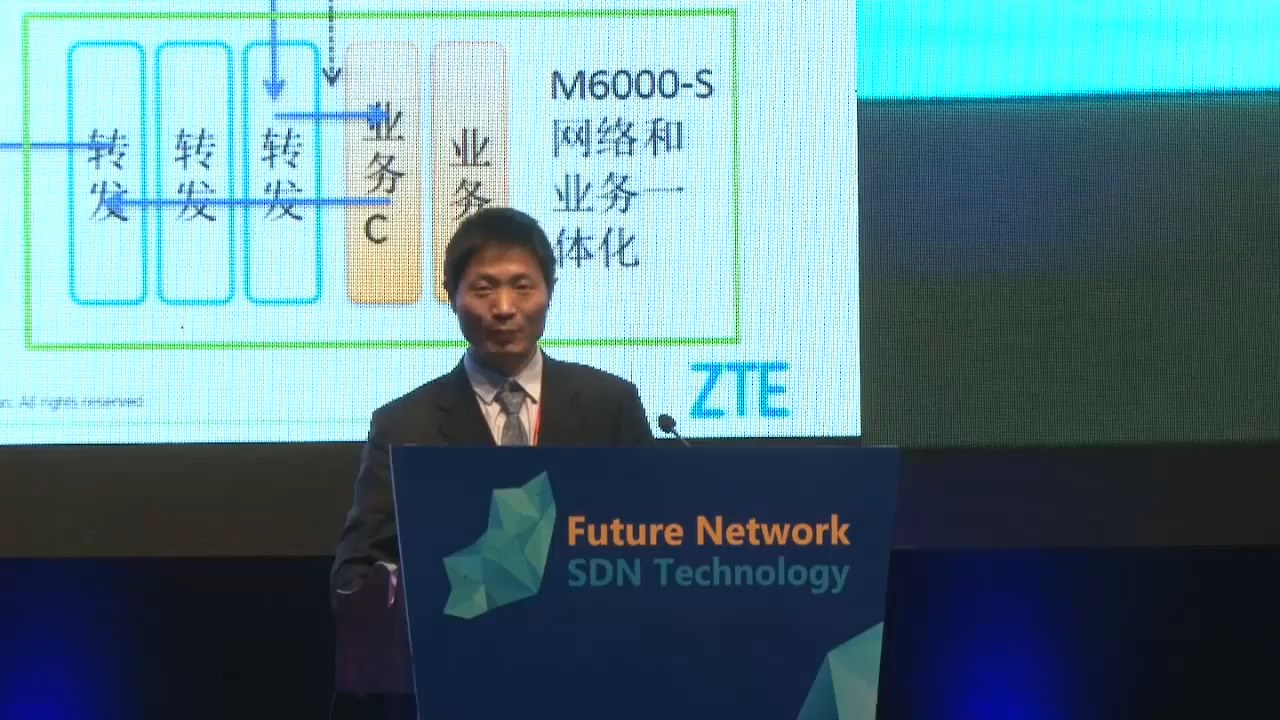 转发
转发
转发
业务C
业务
M6000-S
网络和
业务一
体化
All rights reserved
ZTE
Future Network
SDN Technology